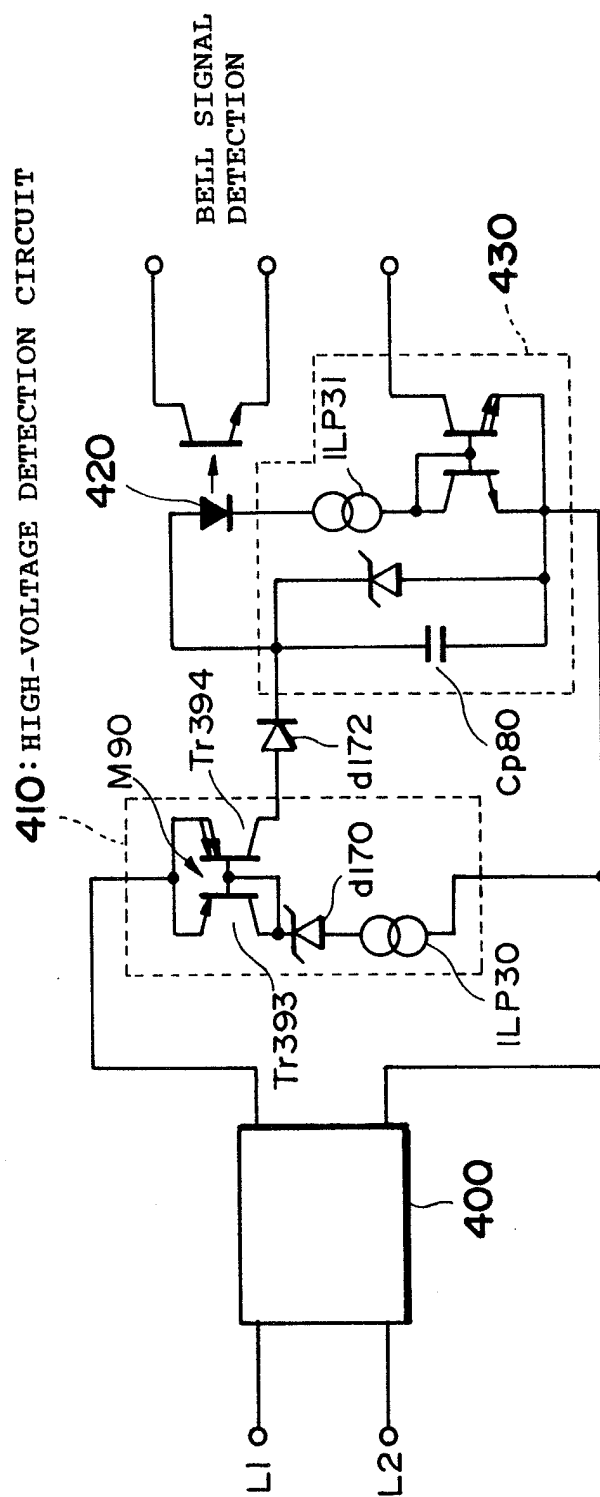 410: HIGH-VOLTAGE DETECTION CIRCUIT
BELL SIGNAL
DETECTION
420
M90
Tr394
ILP31
430
Tr393
d170
d172
Cp80
ILP30
L1
L2
400